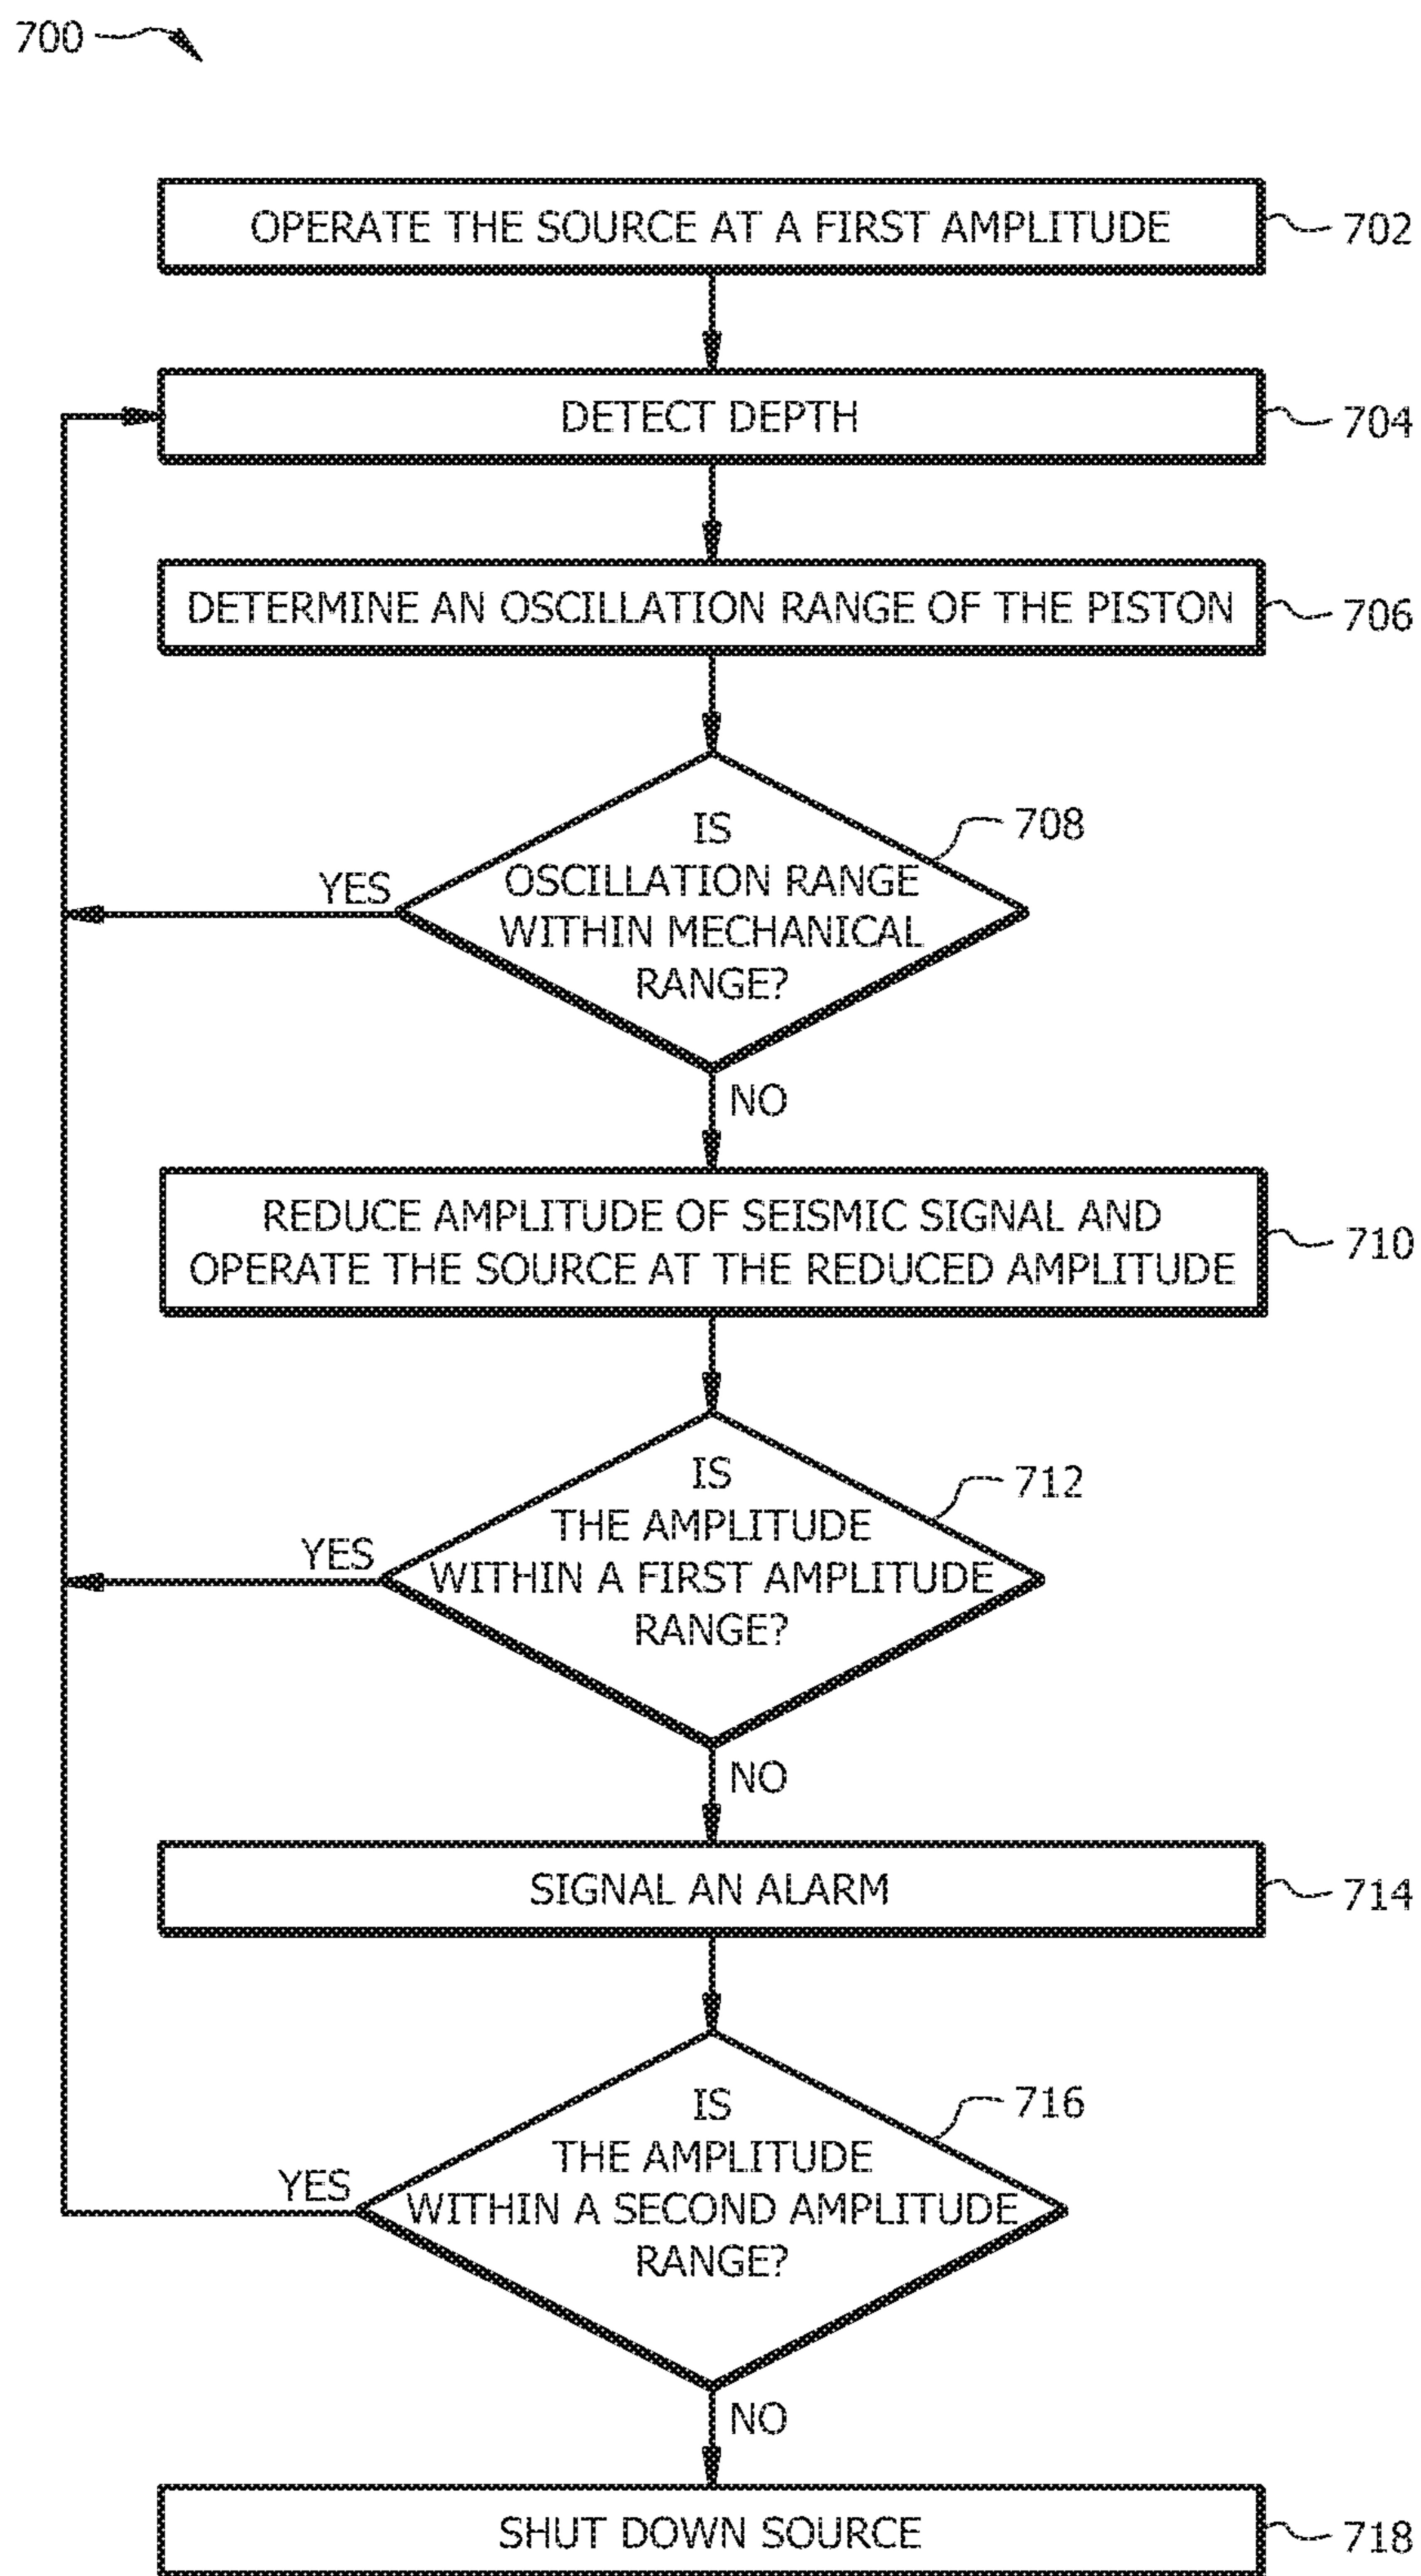 700
OPERATE THE SOURCE AT A FIRST AMPLITUDE
702
DETECT DEPTH
704
DETERMINE AN OSCILLATION RANGE OF THE PISTON
706
IS
OSCILLATION RANGE
WITHIN MECHANICAL
RANGE?
708
YES
NO
REDUCE AMPLITUDE OF SEISMIC SIGNAL AND
OPERATE THE SOURCE AT THE REDUCED AMPLITUDE
710
IS
THE AMPLITUDE
WITHIN A FIRST AMPLITUDE
RANGE?
712
YES
NO
SIGNAL AN ALARM
714
IS
THE AMPLITUDE
WITHIN A SECOND AMPLITUDE
RANGE?
716
YES
NO
SHUT DOWN SOURCE
718